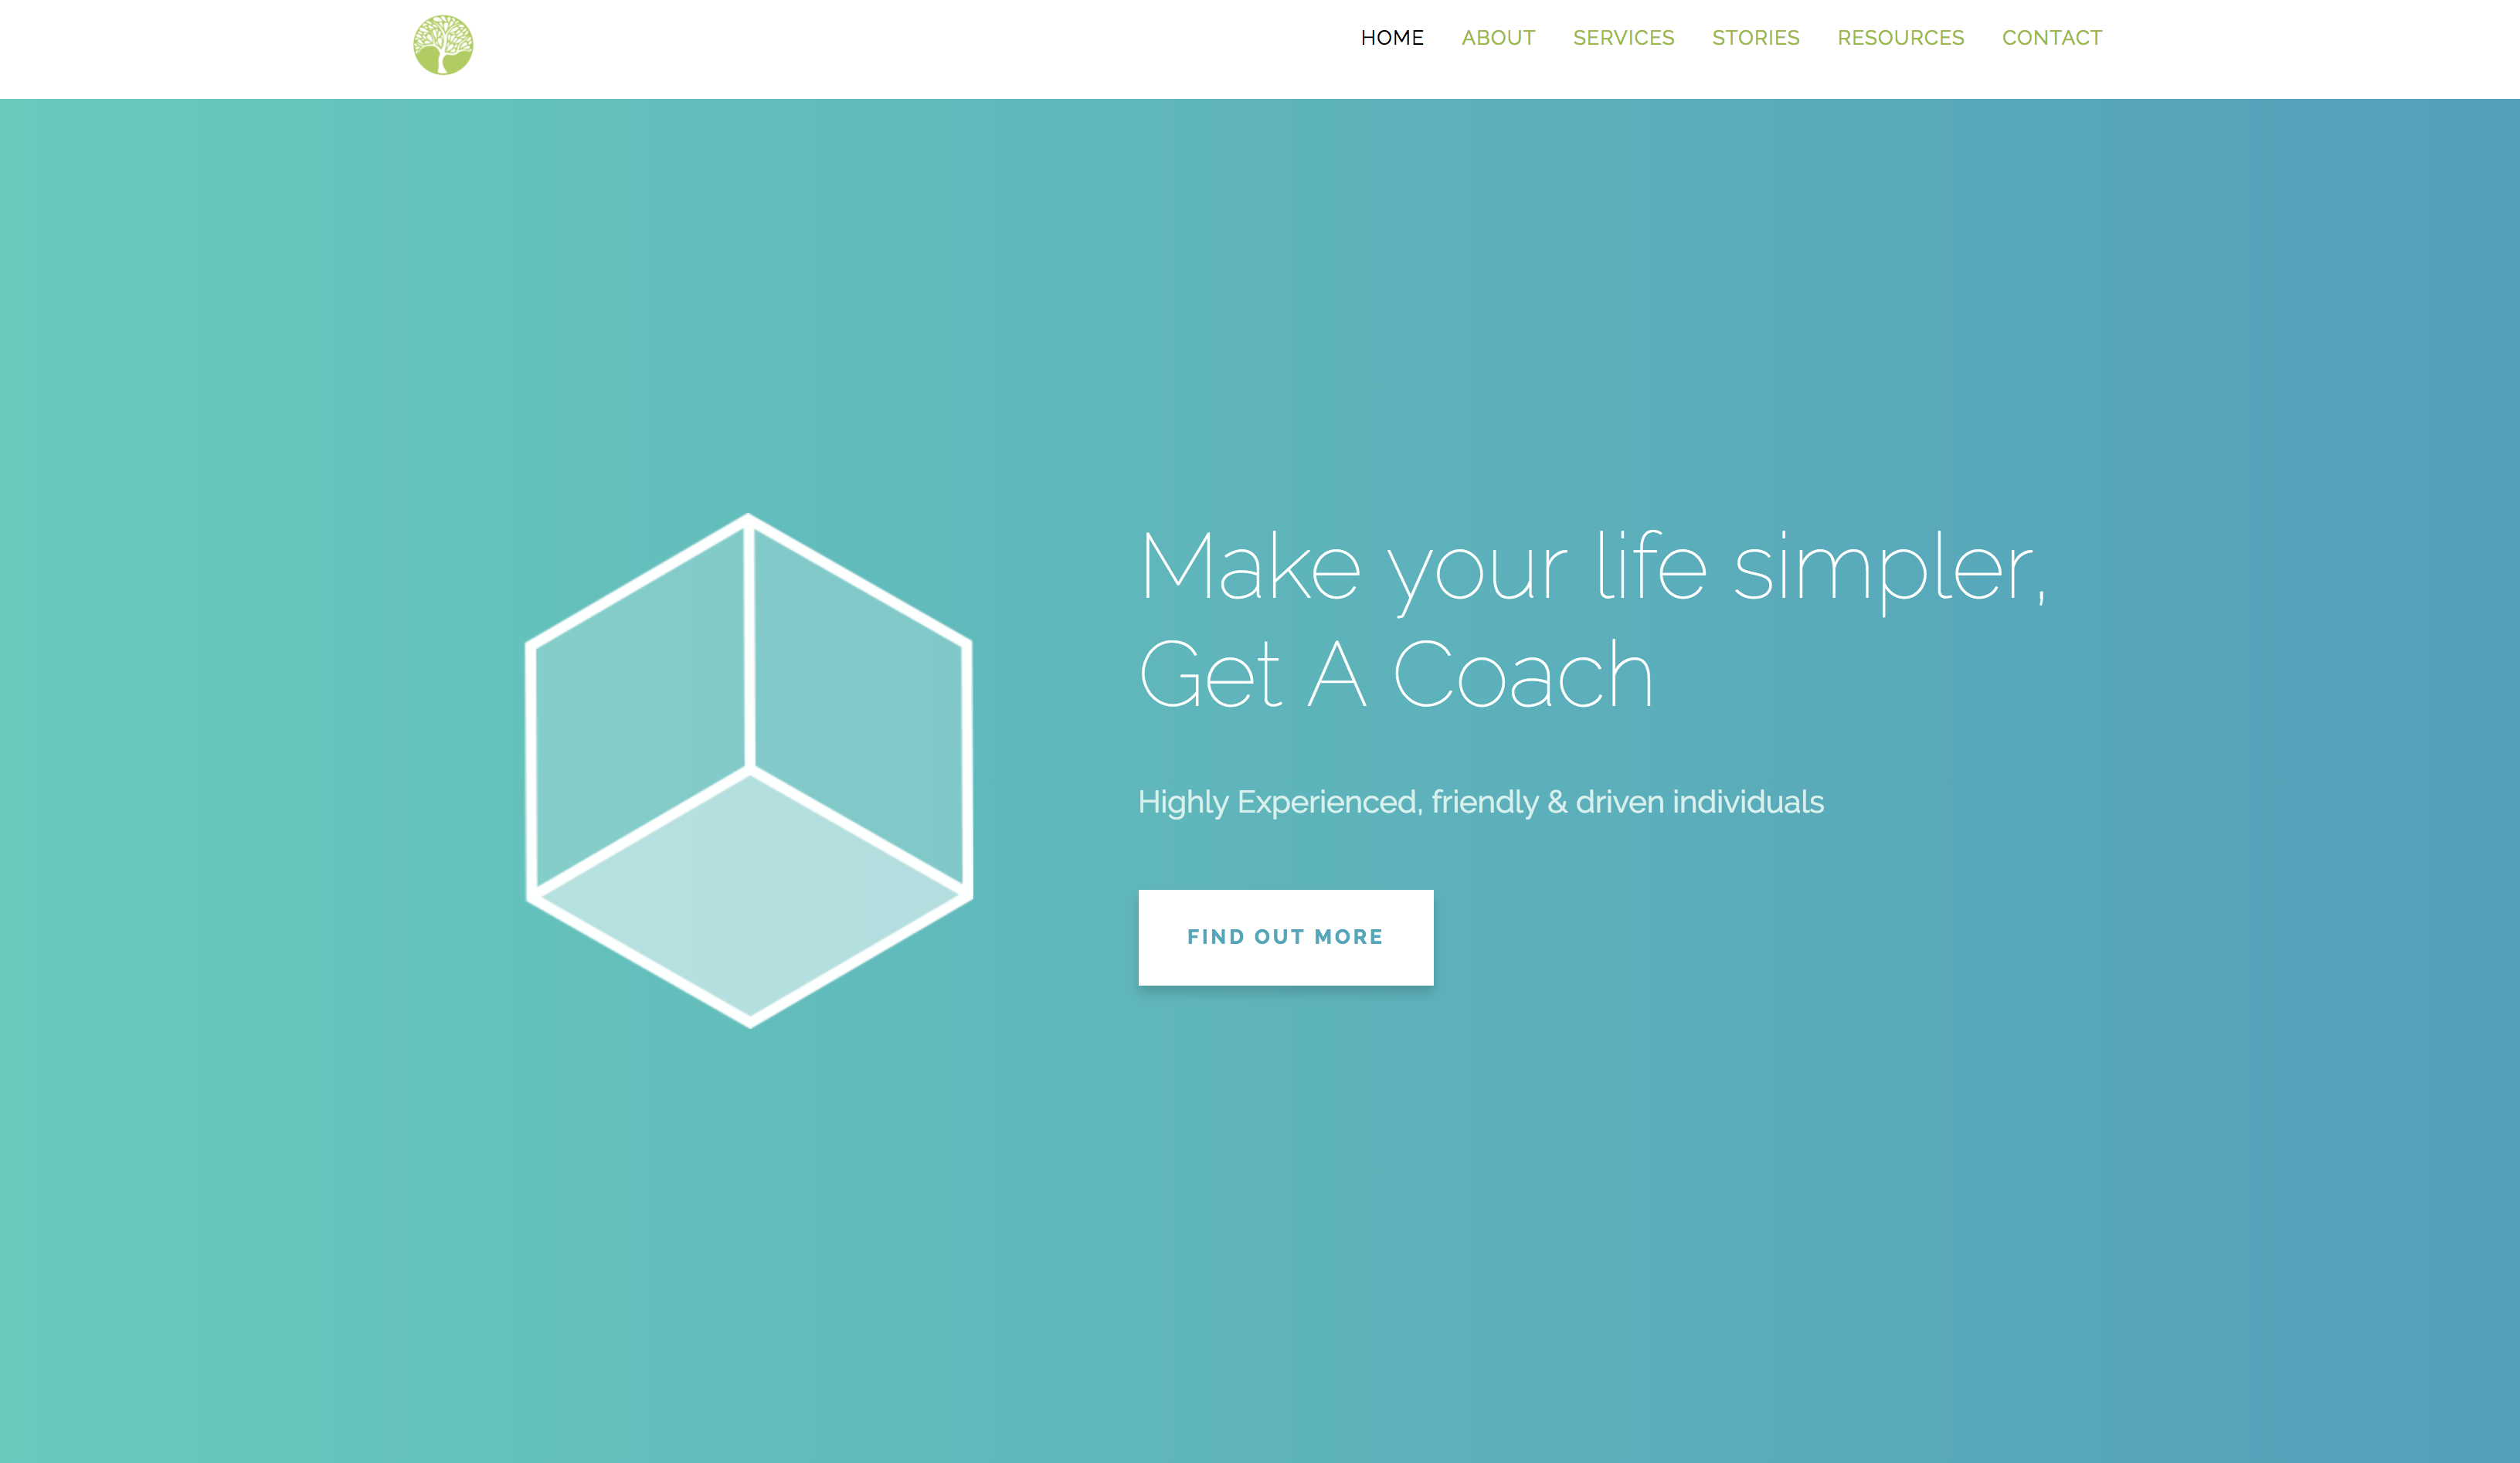 HOME ABOUT SERVICES STORIES RESOURCES CONTACT
Make your life simpler,
Get A Coach
Highly Experienced, friendly & driven individuals
FIND OUT MORE